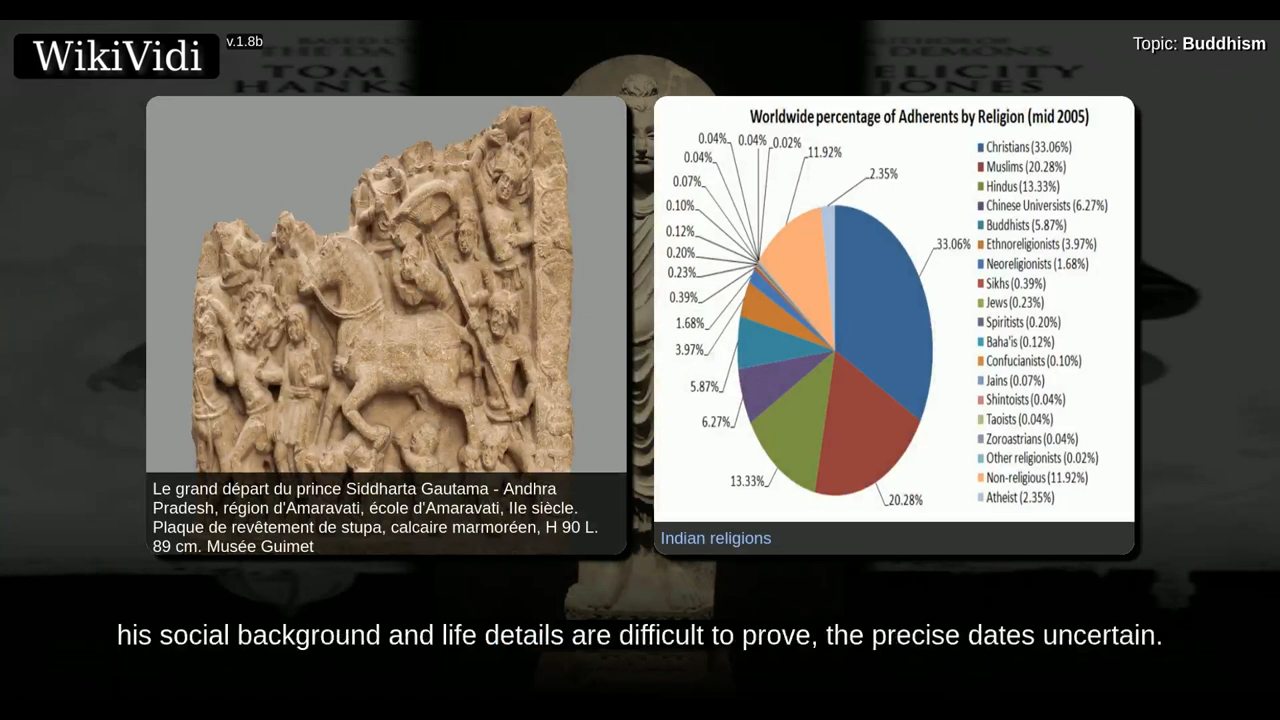 WikiVidi
v.1.8b
Topic: Buddhism
TOM
HANKS
ELICITY
JONES
DEMONS
Le grand départ du prince Siddharta Gautama - Andhra
Pradesh, région d'Amaravati, école d'Amaravati, IIe siècle.
Plaque de revêtement de stupa, calcaire marmoréen, H 90 L.
89 cm. Musée Guimet
Worldwide percentage of Adherents by Religion (mid 2005)
0.04%
0.04%
0.02%
11.92%
0.04%
2.35%
0.07%
0.10%
0.12%
33.06%
0.20%
0.23%
0.39%
1.68%
3.97%
5.87%
6.27%
13.33%
20.28%
Christians (33.06%)
Muslims (20.28%)
Hindus (13.33%)
Chinese Universists (6.27%)
Buddhists (5.87%)
Ethnoreligionists (3.97%)
Neoreligionists (1.68%)
Sikhs (0.39%)
Jews (0.23%)
Spiritists (0.20%)
Baha'is (0.12%)
Confucianists (0.10%)
Jains (0.07%)
Shintoists (0.04%)
Taoists (0.04%)
Zoroastrians (0.04%)
Other religionists (0.02%)
Non-religious (11.92%)
Atheist (2.35%)
Indian religions
his social background and life details are difficult to prove, the precise dates uncertain.